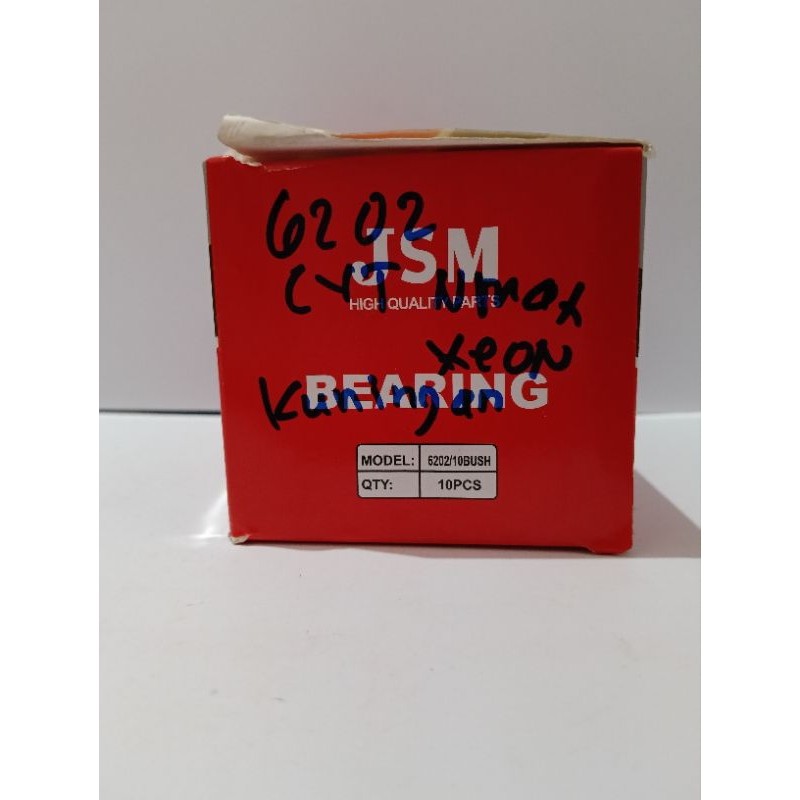 6202
JSM
CVT Nmax
HIGH QUALITY PARTS
Xeon
BEARING
Kuningan
MODEL: 6202/10BUSH
QTY: 10PCS